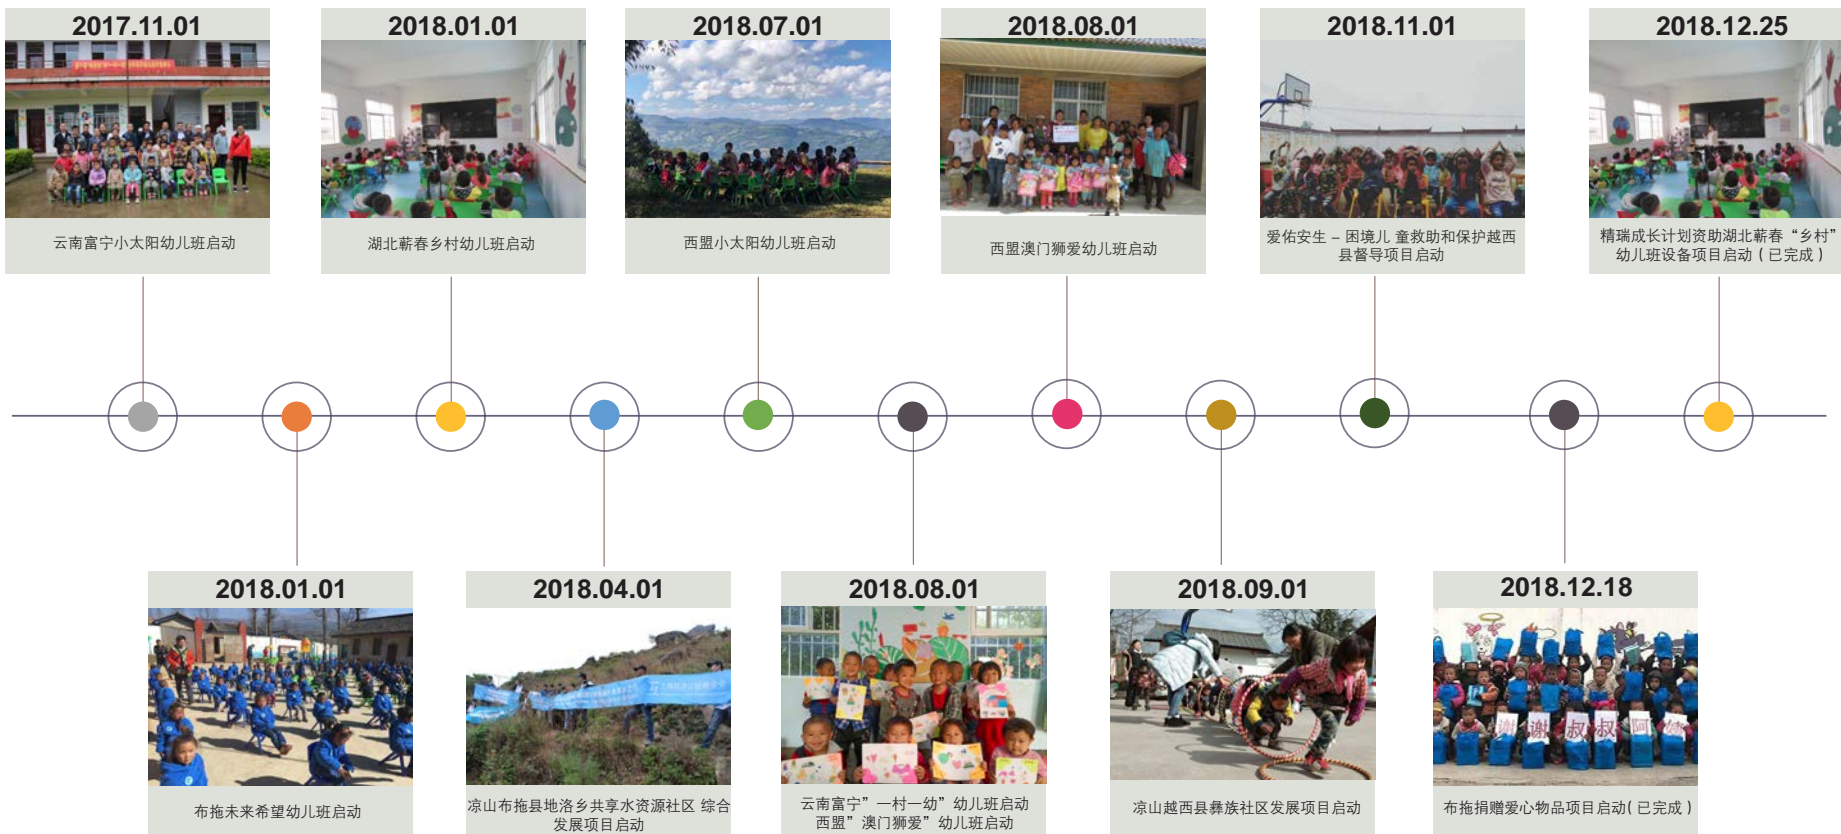 2017.11.01
云南富宁小太阳幼儿班启动
2018.01.01
湖北蕲春乡村幼儿班启动
2018.07.01
西盟小太阳幼儿班启动
2018.08.01
西盟澳门狮爱幼儿班启动
2018.11.01
爱佑安生 – 困境儿 童救助和保护越西
县督导项目启动
2018.12.25
精瑞成长计划资助湖北蕲春“乡村”
幼儿班设备项目启动（已完成）
2018.01.01
布拖未来希望幼儿班启动
2018.04.01
凉山布拖县地洛乡共享水资源社区 综合
发展项目启动
2018.08.01
云南富宁”一村一幼”幼儿班启动
西盟”澳门狮爱”幼儿班启动
2018.09.01
凉山越西县彝族社区发展项目启动
2018.12.18
谢谢叔叔阿姨
布拖捐赠爱心物品项目启动（已完成）